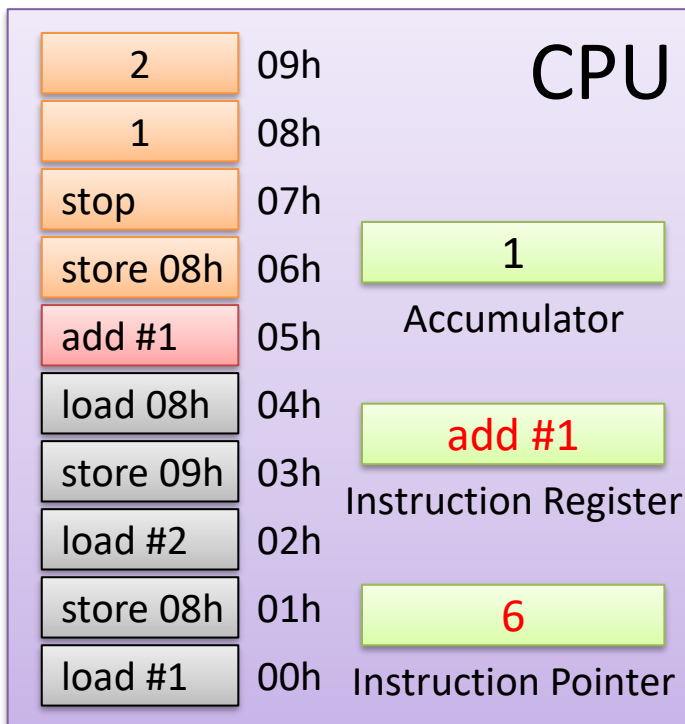 CPU
2 09h
1 08h
stop 07h
store 08h 06h
add #1 05h
load 08h 04h
store 09h 03h
load #2 02h
store 08h 01h
load #1 00h
1
Accumulator
add #1
Instruction Register
6
Instruction Pointer